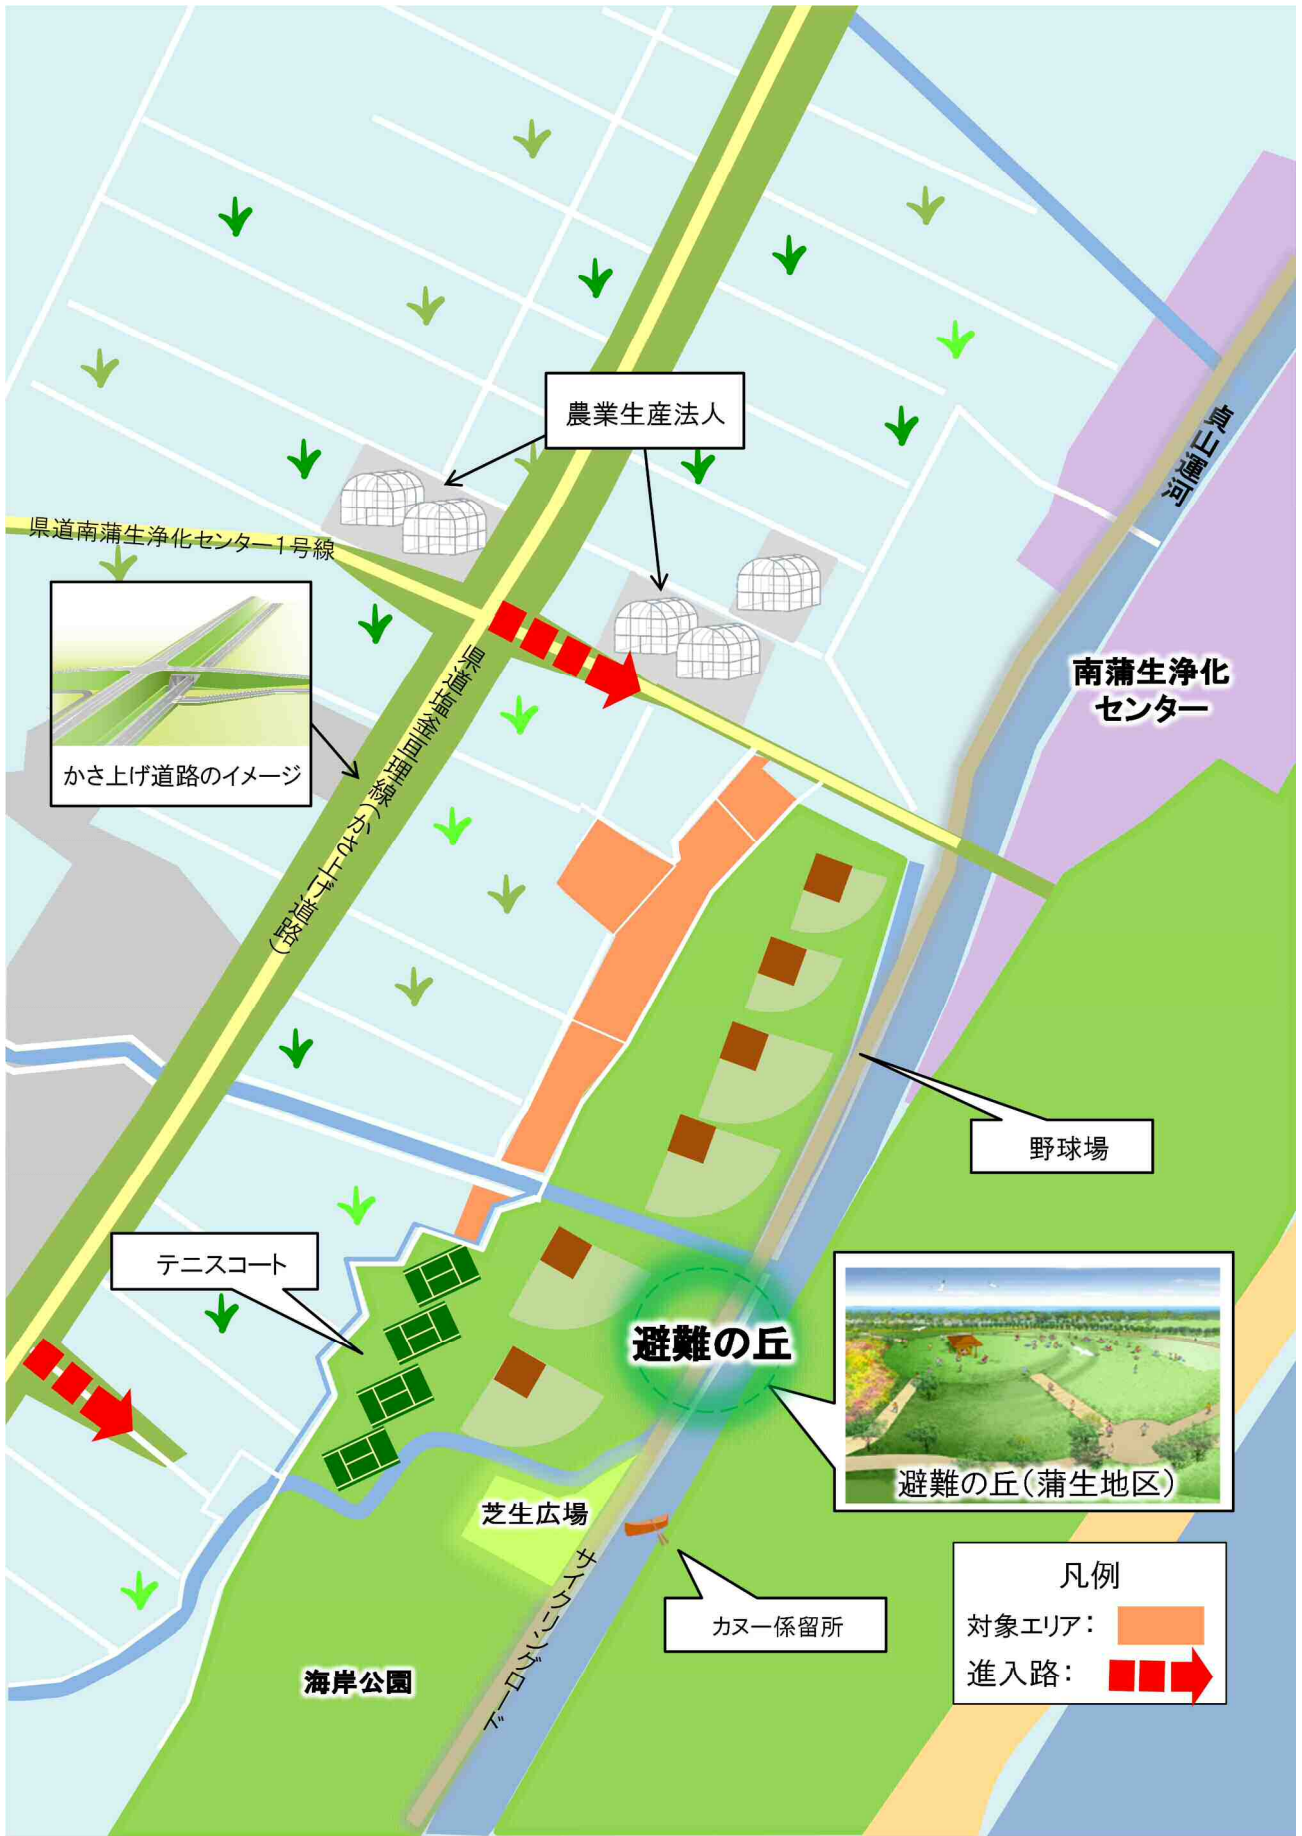 農業生産法人
貞山運河
県道南蒲生浄化センター1号線
南蒲生浄化
センター
かさ上げ道路のイメージ
県道塩釜亘理線(かさ上げ道路)
野球場
テニスコート
避難の丘
避難の丘(蒲生地区)
芝生広場
サイクリングロード
カヌー係留所
海岸公園
凡例
対象エリア:
進入路: